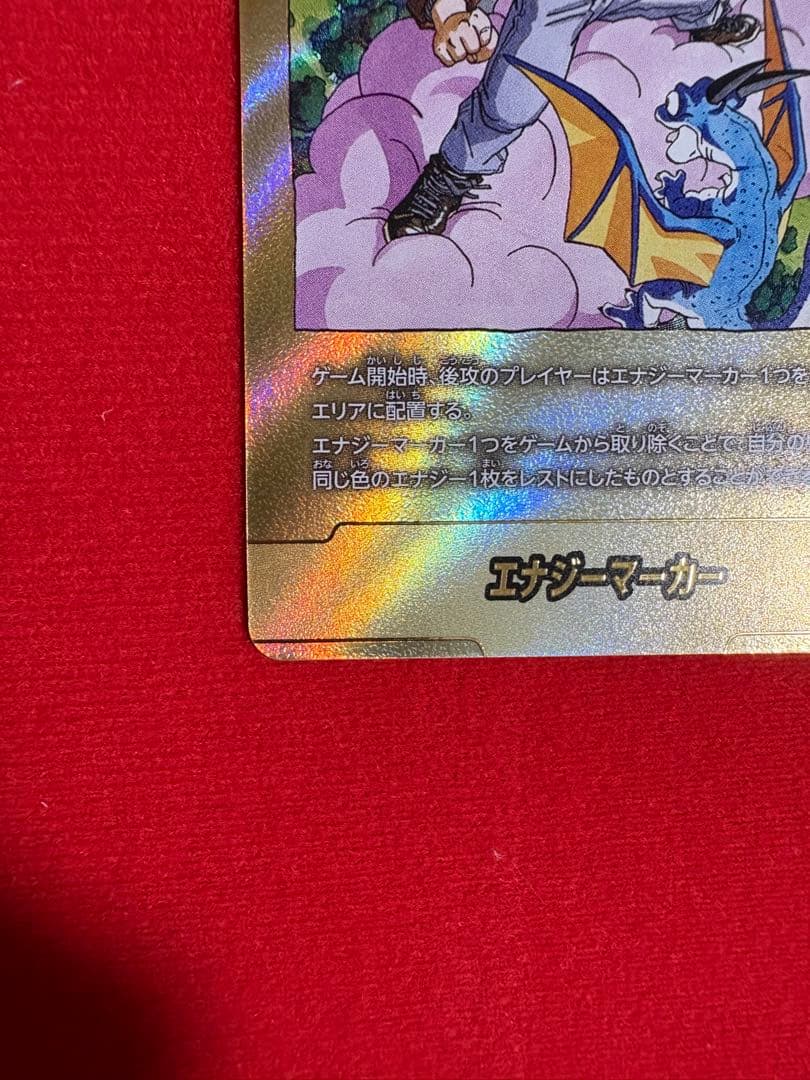 ゲーム開始時、後攻のプレイヤーはエナジーマーカー1つを
エリアに配置する。
エナジーマーカー1つをゲームから取り除くことで、自分の
同じ色のエナジー1枚をレストにしたものとすることができ
エナジーマーカー